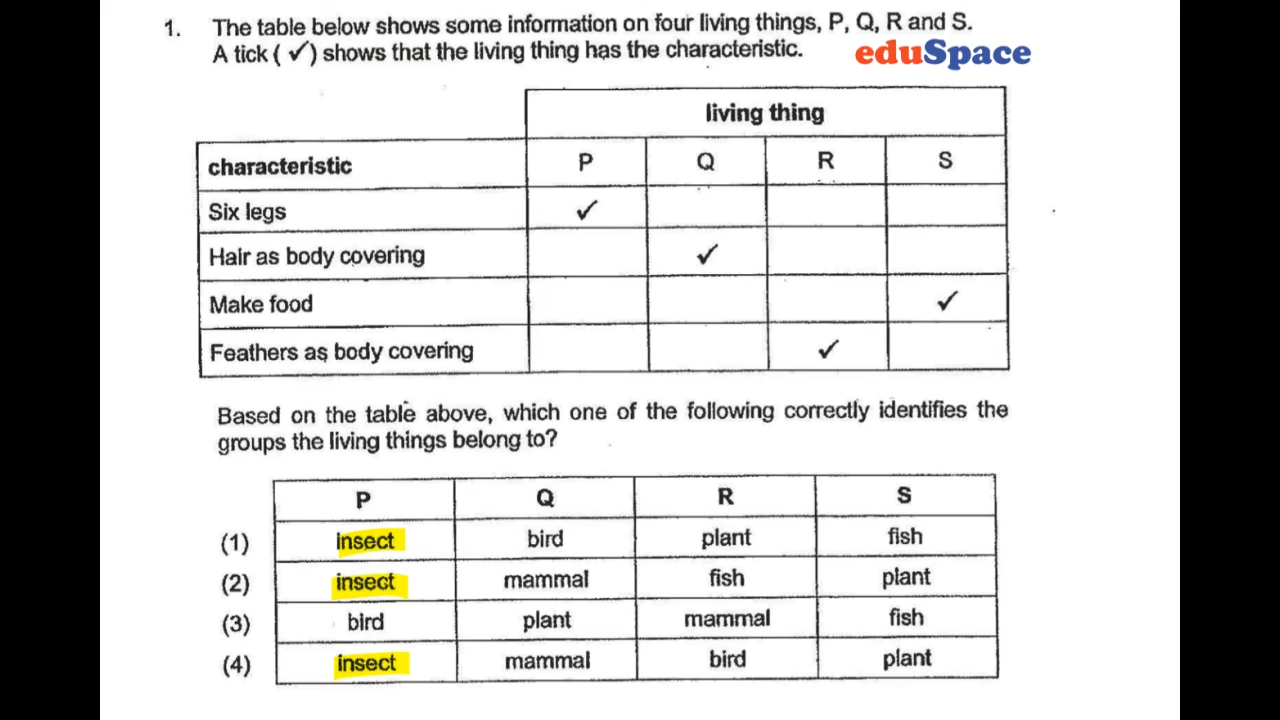 1. The table below shows some information on four living things, P, Q, R and S.
A tick ( ✓ ) shows that the living thing has the characteristic.
eduSpace
living thing
characteristic P Q R S
Six legs ✓
Hair as body covering ✓
Make food ✓
Feathers as body covering ✓
Based on the table above, which one of the following correctly identifies the
groups the living things belong to?
P Q R S
(1) insect bird plant fish
(2) insect mammal fish plant
(3) bird plant mammal fish
(4) insect mammal bird plant